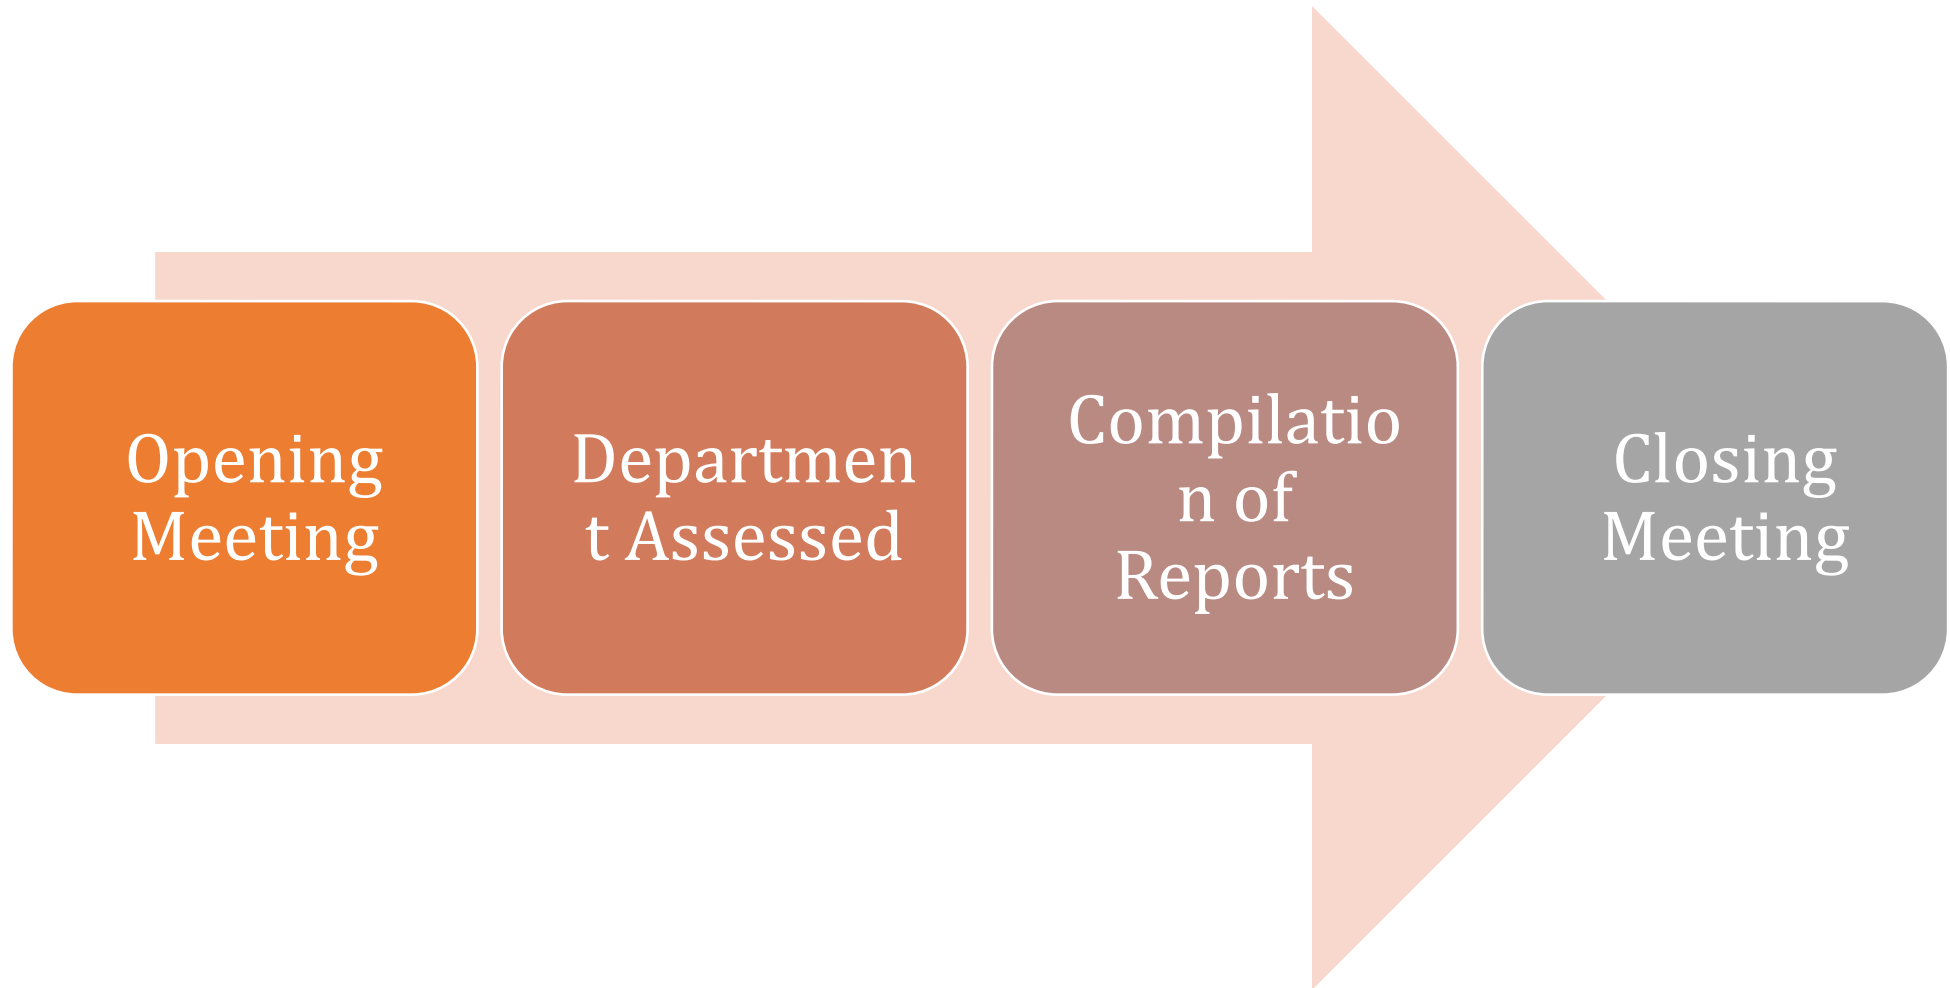 Opening
Meeting
Departmen
t Assessed
Compilatio
n of
Reports
Closing
Meeting